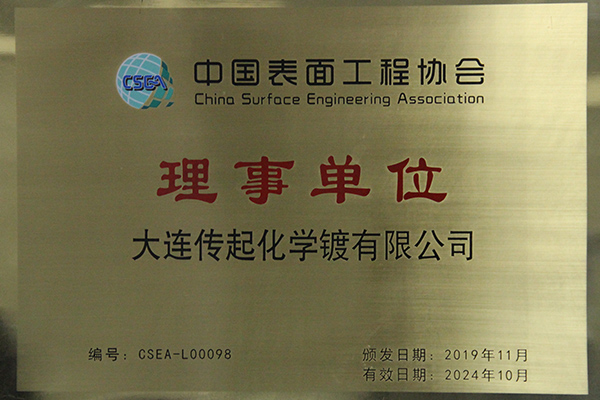 CSEA
中国表面工程协会
China Surface Engineering Association
理事单位
大连传起化学镀有限公司
编号：CSEA-L00098
颁发日期：2019年11月
有效日期：2024年10月